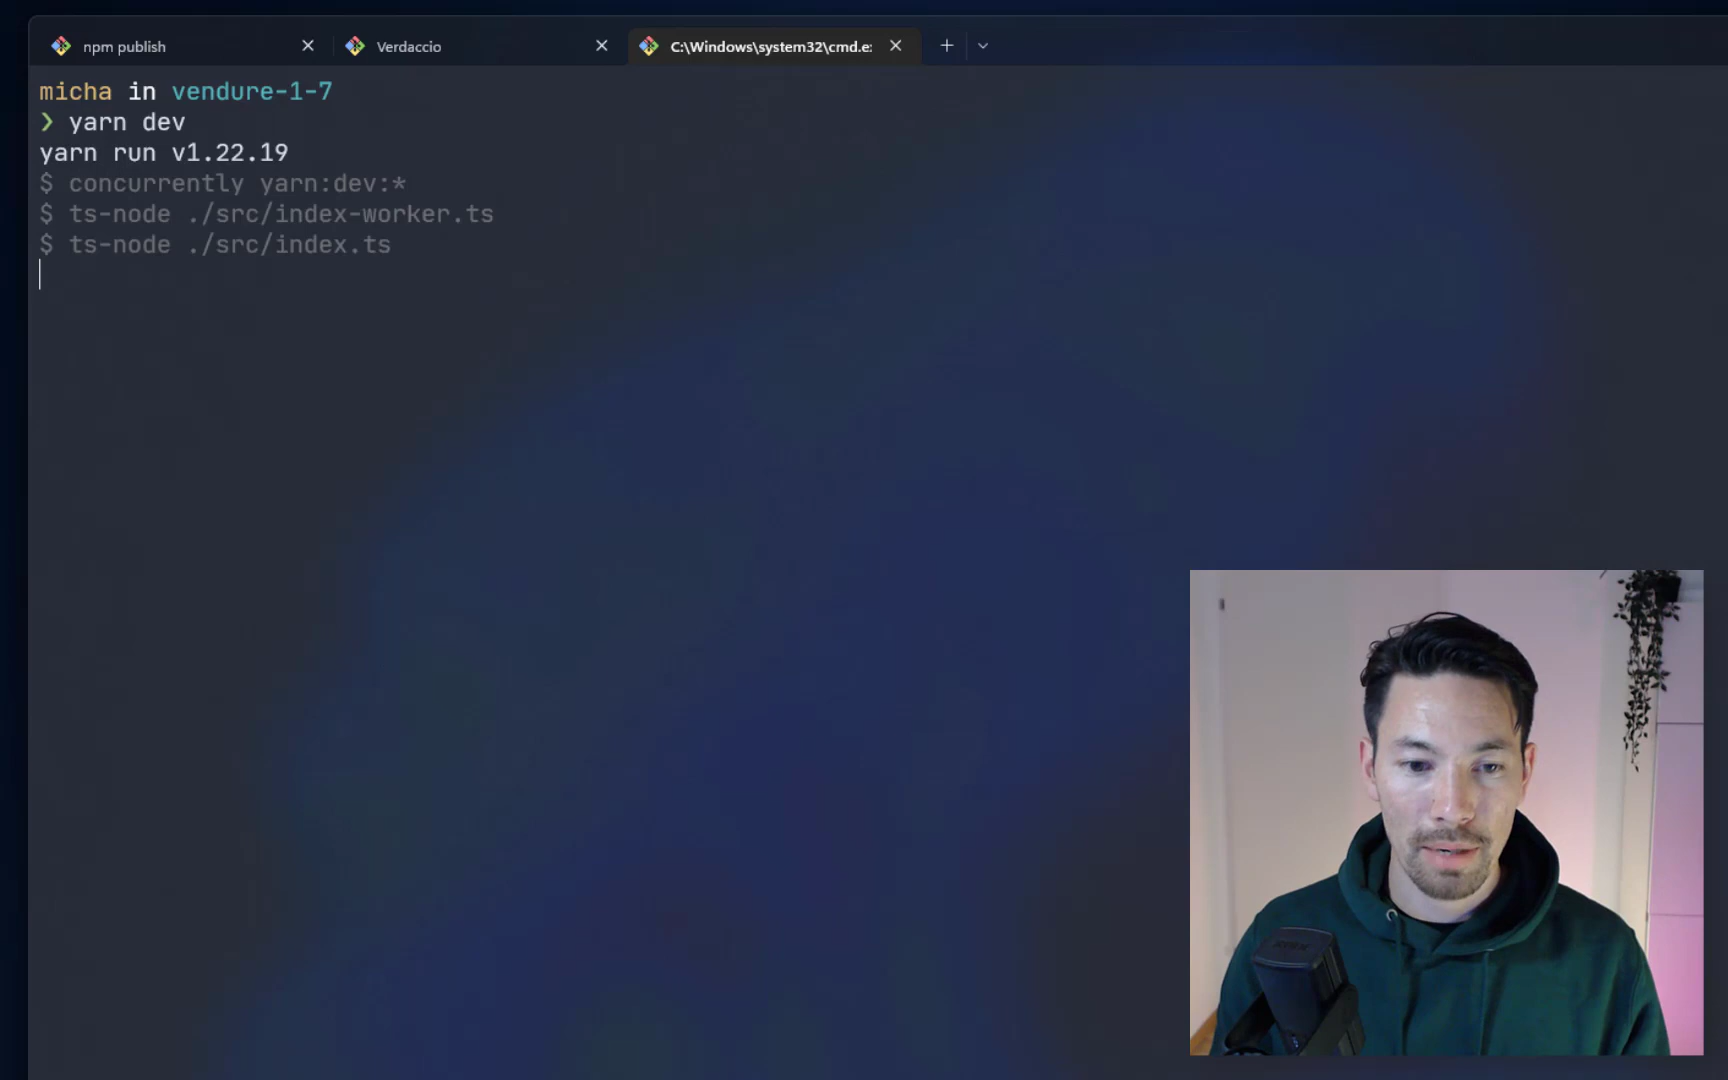 npm publish
Verdaccio
C:\Windows\system32\cmd.e
micha in vendure-1-7
❯ yarn dev
yarn run v1.22.19
$ concurrently yarn:dev:*
$ ts-node ./src/index-worker.ts
$ ts-node ./src/index.ts